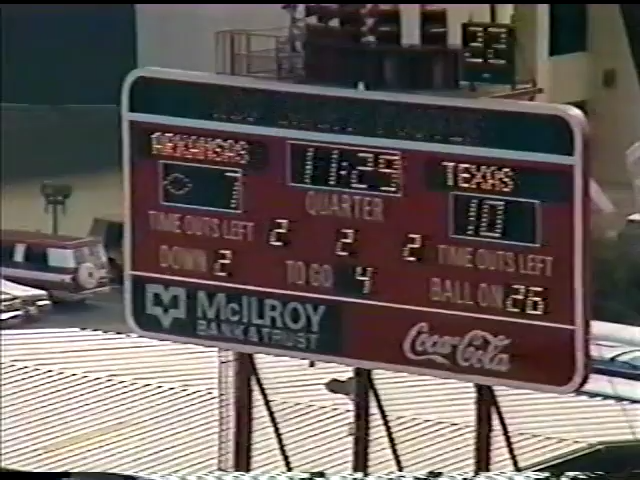 22
ARKANSAS 11:29 TEXAS
7 QUARTER 10
TIME OUTS LEFT 2 2 2 TIME OUTS LEFT
DOWN 2 TO GO 4 BALL ON 26
McILROY
BANK & TRUST
Coca-Cola